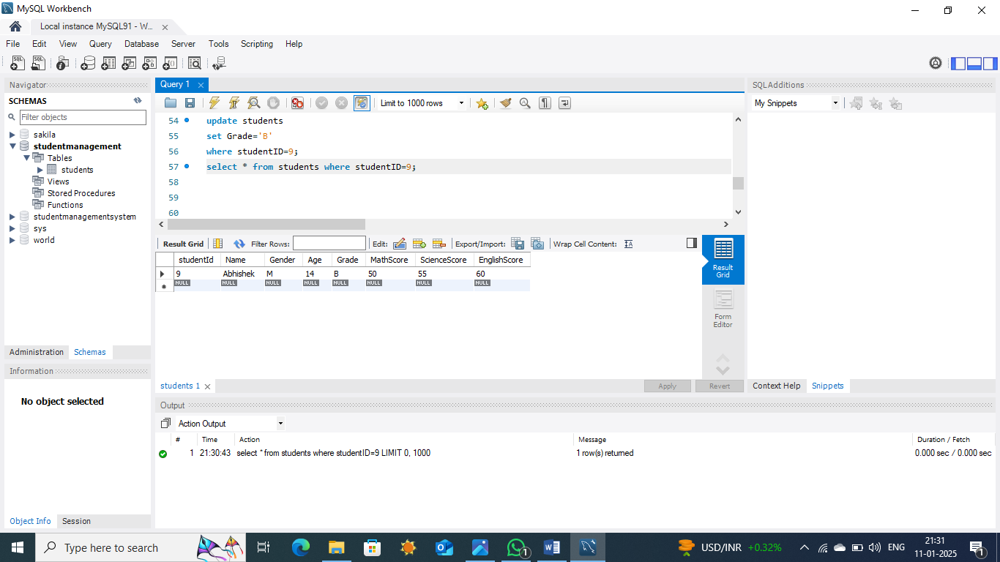 MySQL Workbench
Local instance MySQL91 - W...
File Edit View Query Database Server Tools Scripting Help
Navigator
SCHEMAS
Filter objects
sakila
studentmanagement
Tables
students
Views
Stored Procedures
Functions
studentmanagementsystem
sys
world
Administration Schemas
Information
No object selected
Object Info Session
Query 1
Limit to 1000 rows
54 update students
55 set Grade='B'
56 where studentID=9;
57 select * from students where studentID=9;
58
59
60
Result Grid Filter Rows: Edit: Export/Import: Wrap Cell Content:
studentId Name Gender Age Grade MathScore ScienceScore EnglishScore
9 Abhishek M 14 B 50 55 60
NULL NULL NULL NULL NULL NULL NULL NULL
Result
Grid
Form
Editor
students 1
Apply Revert
SQLAdditions
My Snippets
Context Help Snippets
Output
Action Output
# Time Action Message Duration / Fetch
1 21:30:43 select * from students where studentID=9 LIMIT 0, 1000 1 row(s) returned 0.000 sec / 0.000 sec
Type here to search
USD/INR +0.32%
ENG
21:31
11-01-2025